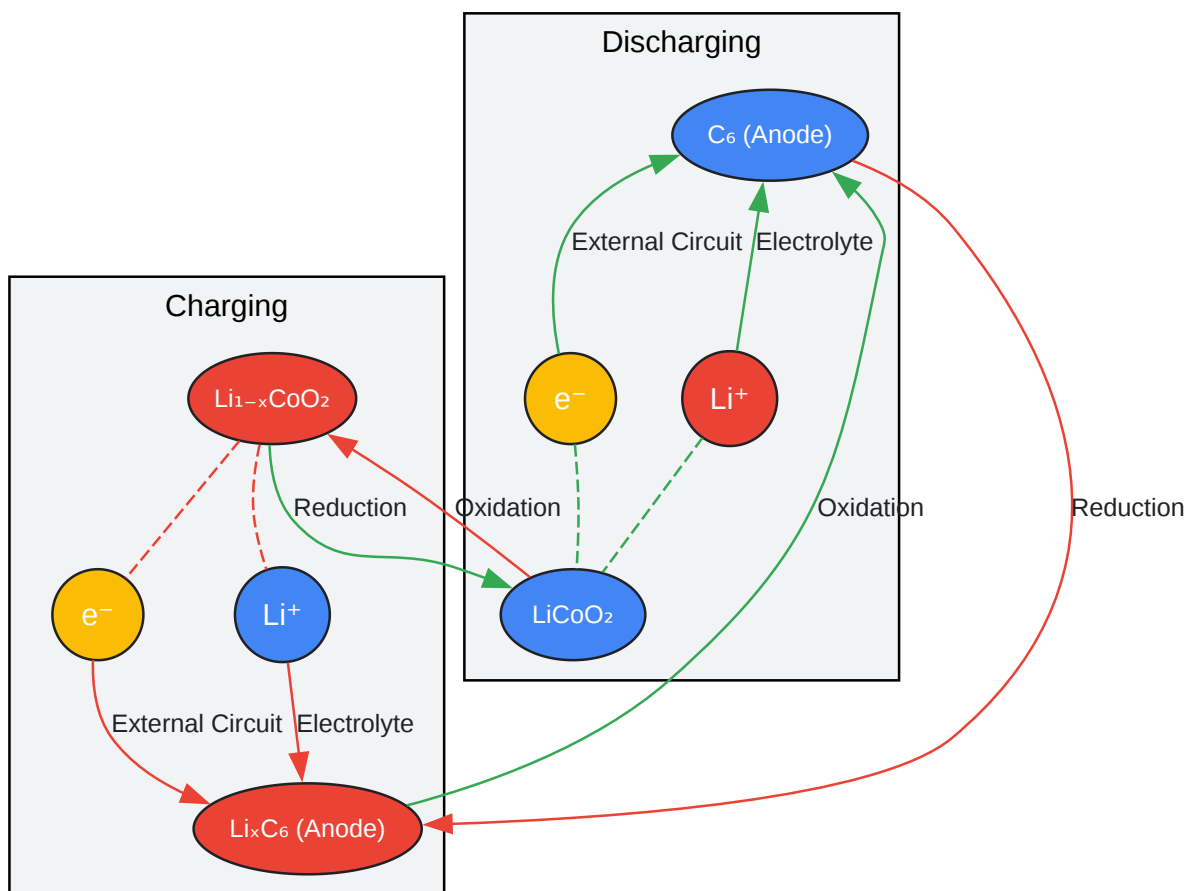 Discharging
C₆ (Anode)
External Circuit
Electrolyte
Charging
Li₁₋ₓCoO₂
e⁻
Li⁺
Reduction
Oxidation
Oxidation
Reduction
e⁻
Li⁺
LiCoO₂
External Circuit
Electrolyte
LiₓC₆ (Anode)